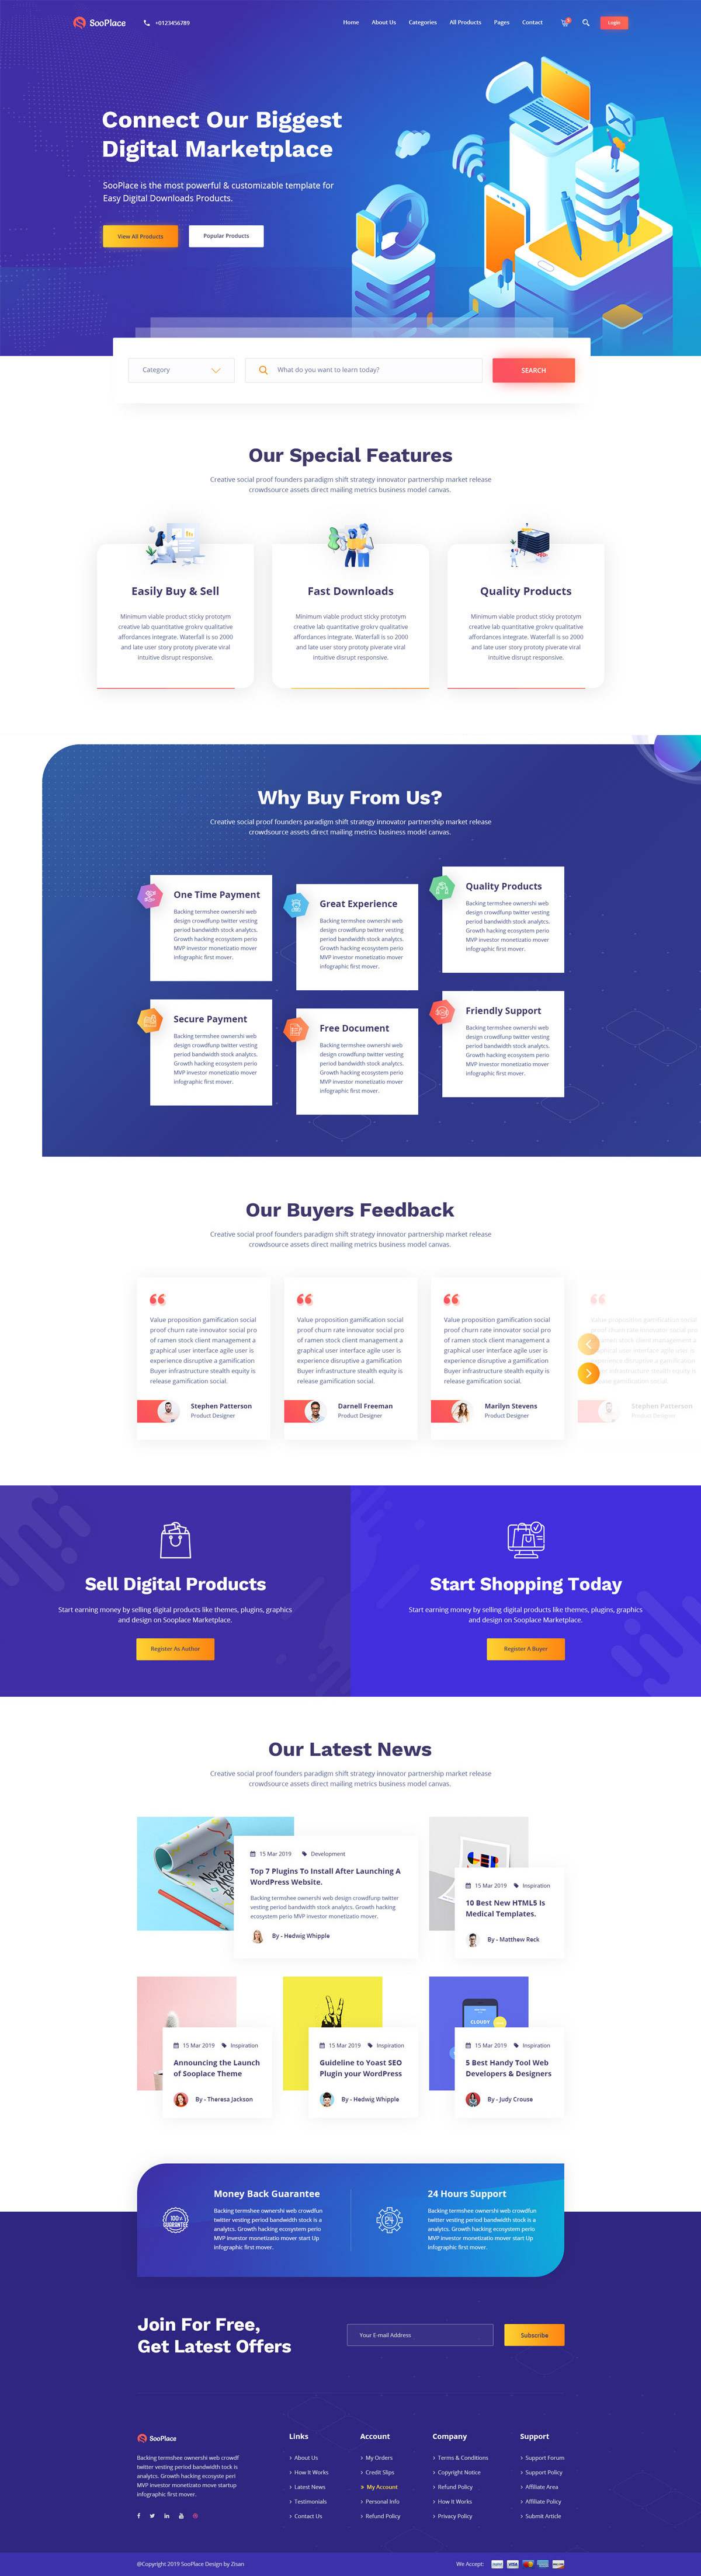 SooPlace
+0123456789
Home About Us Categories All Products Pages Contact
Login
Connect Our Biggest
Digital Marketplace
SooPlace is the most powerful & customizable template for
Easy Digital Downloads Products.
View All Products
Popular Products
Category
What do you want to learn today?
SEARCH
Our Special Features
Creative social proof founders paradigm shift strategy innovator partnership market release
crowdsource assets direct mailing metrics business model canvas.
Easily Buy & Sell
Minimum viable product sticky prototym
creative lab quantitative grokrv qualitative
affordances integrate. Waterfall is so 2000
and late user story prototy piverate viral
intuitive disrupt responsive.
Fast Downloads
Minimum viable product sticky prototym
creative lab quantitative grokrv qualitative
affordances integrate. Waterfall is so 2000
and late user story prototy piverate viral
intuitive disrupt responsive.
Quality Products
Minimum viable product sticky prototym
creative lab quantitative grokrv qualitative
affordances integrate. Waterfall is so 2000
and late user story prototy piverate viral
intuitive disrupt responsive.
Why Buy From Us?
Creative social proof founders paradigm shift strategy innovator partnership market release
crowdsource assets direct mailing metrics business model canvas.
One Time Payment
Backing termshee ownershi web
design crowdfunp twitter vesting
period bandwidth stock analytcs.
Growth hacking ecosystem perio
MVP investor monetizatio mover
infographic first mover.
Great Experience
Backing termshee ownershi web
design crowdfunp twitter vesting
period bandwidth stock analytcs.
Growth hacking ecosystem perio
MVP investor monetizatio mover
infographic first mover.
Quality Products
Backing termshee ownershi web
design crowdfunp twitter vesting
period bandwidth stock analytcs.
Growth hacking ecosystem perio
MVP investor monetizatio mover
infographic first mover.
Secure Payment
Backing termshee ownershi web
design crowdfunp twitter vesting
period bandwidth stock analytcs.
Growth hacking ecosystem perio
MVP investor monetizatio mover
infographic first mover.
Free Document
Backing termshee ownershi web
design crowdfunp twitter vesting
period bandwidth stock analytcs.
Growth hacking ecosystem perio
MVP investor monetizatio mover
infographic first mover.
Friendly Support
Backing termshee ownershi web
design crowdfunp twitter vesting
period bandwidth stock analytcs.
Growth hacking ecosystem perio
MVP investor monetizatio mover
infographic first mover.
Our Buyers Feedback
Creative social proof founders paradigm shift strategy innovator partnership market release
crowdsource assets direct mailing metrics business model canvas.
Value proposition gamification social
proof churn rate innovator social pro
of ramen stock client management a
graphical user interface agile user is
experience disruptive a gamification
Buyer infrastructure stealth equity is
release gamification social.
Stephen Patterson
Product Designer
Value proposition gamification social
proof churn rate innovator social pro
of ramen stock client management a
graphical user interface agile user is
experience disruptive a gamification
Buyer infrastructure stealth equity is
release gamification social.
Darnell Freeman
Product Designer
Value proposition gamification social
proof churn rate innovator social pro
of ramen stock client management a
graphical user interface agile user is
experience disruptive a gamification
Buyer infrastructure stealth equity is
release gamification social.
Marilyn Stevens
Product Designer
Value proposition gamification social
proof churn rate innovator social pro
ramen stock client management a
graphical user interface agile user is
disruptive a gamification
infrastructure stealth equity is
gamification social.
Stephen Patterson
Product Designer
Sell Digital Products
Start earning money by selling digital products like themes, plugins, graphics
and design on Sooplace Marketplace.
Register As Author
Start Shopping Today
Start earning money by selling digital products like themes, plugins, graphics
and design on Sooplace Marketplace.
Register A Buyer
Our Latest News
Creative social proof founders paradigm shift strategy innovator partnership market release
crowdsource assets direct mailing metrics business model canvas.
15 Mar 2019 Development
Top 7 Plugins To Install After Launching A
WordPress Website.
Backing termshee ownershi web design crowdfunp twitter
vesting period bandwidth stock analytcs. Growth hacking
ecosystem perio MVP investor monetizatio mover.
By - Hedwig Whipple
15 Mar 2019 Inspiration
10 Best New HTML5 Is
Medical Templates.
By - Matthew Reck
15 Mar 2019 Inspiration
Announcing the Launch
of Sooplace Theme
By - Theresa Jackson
15 Mar 2019 Inspiration
Guideline to Yoast SEO
Plugin your WordPress
By - Hedwig Whipple
CLOUDY
15 Mar 2019 Inspiration
5 Best Handy Tool Web
Developers & Designers
By - Judy Crouse
100%
GUARANTEE
Money Back Guarantee
Backing termshee ownershi web crowdfun
twitter vesting period bandwidth stock is a
analytcs. Growth hacking ecosystem perio
MVP investor monetizatio mover start Up
infographic first mover.
24
24 Hours Support
Backing termshee ownershi web crowdfun
twitter vesting period bandwidth stock is a
analytcs. Growth hacking ecosystem perio
MVP investor monetizatio mover start Up
infographic first mover.
Join For Free,
Get Latest Offers
Your E-mail Address
Subscribe
SooPlace
Backing termshee ownershi web crowdf
twitter vesting period bandwidth tock is
analytcs. Growth hacking ecosyste peri
MVP investor monetizatio move startup
infographic first mover.
Links
About Us
How It Works
Latest News
Testimonials
Contact Us
Account
My Orders
Credit Slips
My Account
Personal Info
Refund Policy
Company
Terms & Conditions
Copyright Notice
Refund Policy
How It Works
Privacy Policy
Support
Support Forum
Support Policy
Affiliate Area
Affiliate Policy
Submit Article
@Copyright 2019 SooPlace Design by Zisan
We Accept:
VISA